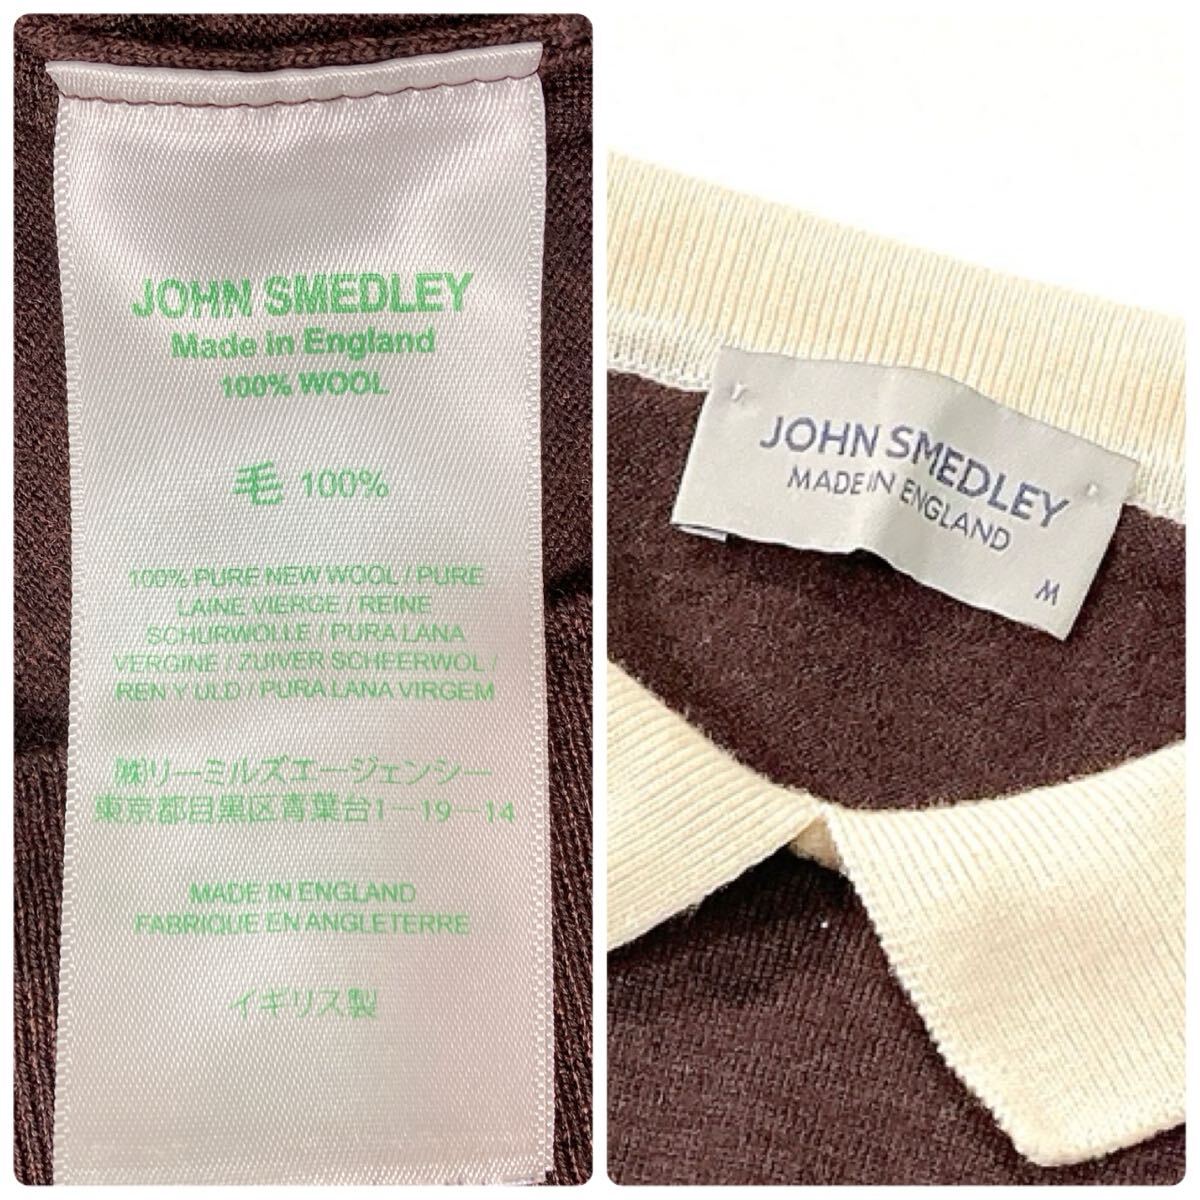 JOHN SMEDLEY
Made in England
100% WOOL
毛 100%
100% PURE NEW WOOL / PURE
LAINE VIERGE / REINE
SCHURWOLLE / PURA LANA
VERGINE / ZUIVER SCHEERWOL /
REN Y ULD / PURA LANA VIRGEM
㈱リーミルズエージェンシー
東京都目黒区青葉台1-19-14
MADE IN ENGLAND
FABRIQUE EN ANGLETERRE
イギリス製
JOHN SMEDLEY
MADE IN ENGLAND
M